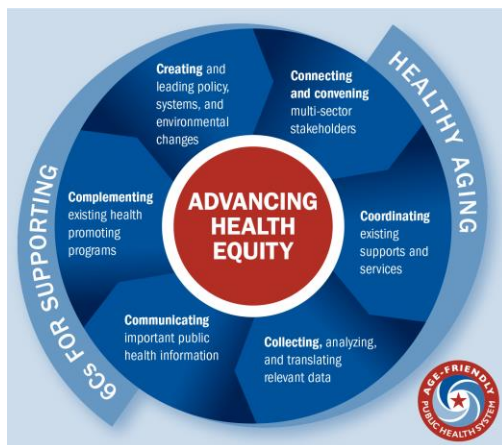 6Cs FOR SUPPORTING
HEALTHY AGING
Creating and
leading policy,
systems, and
environmental
changes
Connecting
and convening
multi-sector
stakeholders
Coordinating
existing
supports and
services
Collecting, analyzing,
and translating
relevant data
Communicating
important public
health information
Complementing
existing health
promoting
programs
ADVANCING
HEALTH
EQUITY
AGE-FRIENDLY
PUBLIC HEALTH SYSTEM